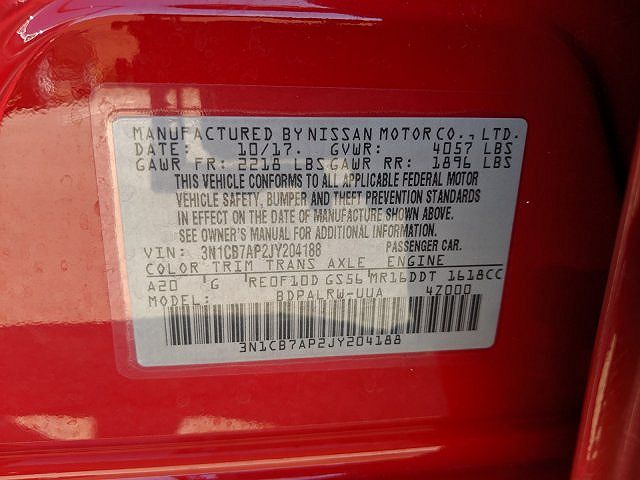 MANUFACTURED BY NISSAN MOTOR CO., LTD.
DATE: 10/17. GVWR: 4057 LBS
GAWR FR: 2218 LBS GAWR RR: 1896 LBS
THIS VEHICLE CONFORMS TO ALL APPLICABLE FEDERAL MOTOR
VEHICLE SAFETY, BUMPER AND THEFT PREVENTION STANDARDS
IN EFFECT ON THE DATE OF MANUFACTURE SHOWN ABOVE.
SEE OWNER'S MANUAL FOR ADDITIONAL INFORMATION.
VIN: 3N1CB7AP2JY204188 PASSENGER CAR.
COLOR TRIM TRANS AXLE ENGINE
A20 G RE0F10D GS56 MR16DDT 1618CC
MODEL: BDPALRW-UUA 4Z000
3N1CB7AP2JY204188